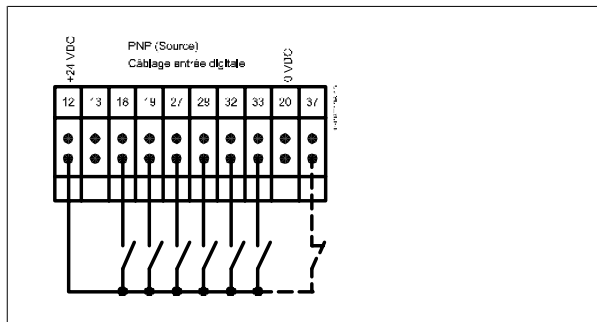 +24 VDC
PNP (Source)
Câblage entrée digitale
0 VDC
12 13 18 19 27 29 32 33 20 37